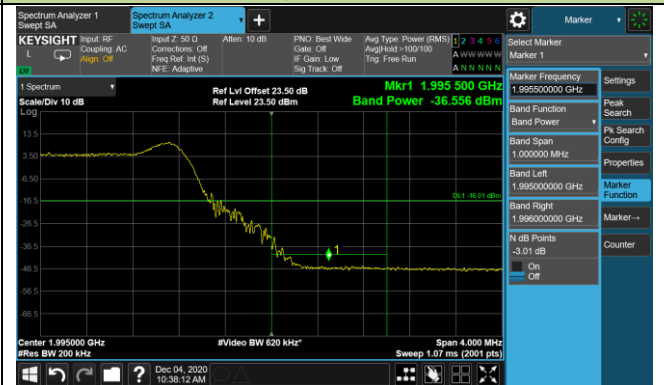 Spectrum Analyzer 1
Swept SA
Spectrum Analyzer 2
Swept SA
+
Marker
KEYSIGHT
L
Input: RF
Coupling: AC
Align: Off
Input Z: 50 Ω
Corrections: Off
Freq Ref: Int (S)
NFE: Adaptive
Atten: 10 dB
PNO: Best Wide
Gate: Off
IF Gain: Low
Sig Track: Off
Avg Type: Power (RMS)
Avg|Hold:>100/100
Trig: Free Run
1 2 3 4 5 6
A W W W W W
A N N N N N
1 Spectrum
Scale/Div 10 dB
Log
Ref Lvl Offset 23.50 dB
Ref Level 23.50 dBm
Mkr1 1.995 500 GHz
Band Power -36.556 dBm
13.5
3.50
-6.50
-16.5
-26.5
-36.5
-46.5
-56.5
-66.5
DL1 -16.01 dBm
1
Center 1.995000 GHz
#Res BW 200 kHz
#Video BW 620 kHz*
Span 4.000 MHz
Sweep 1.07 ms (2001 pts)
Dec 04, 2020
10:38:12 AM
Select Marker
Marker 1
Marker Frequency
1.995500000 GHz
Band Function
Band Power
Band Span
1.000000 MHz
Band Left
1.995000000 GHz
Band Right
1.996000000 GHz
N dB Points
-3.01 dB
On
Off
Settings
Peak
Search
Pk Search
Config
Properties
Marker
Function
Marker→
Counter